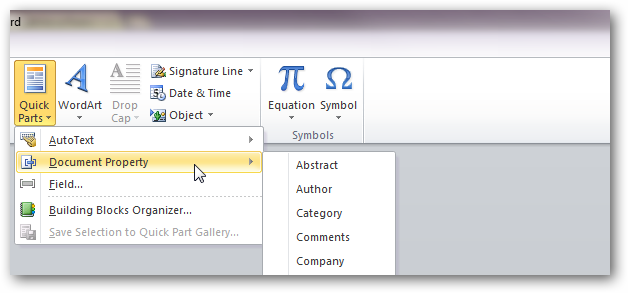 rd
Quick
Parts
WordArt
Drop
Cap
Signature Line
Date & Time
Object
Equation
Symbol
Symbols
AutoText
Document Property
Field...
Building Blocks Organizer...
Save Selection to Quick Part Gallery...
Abstract
Author
Category
Comments
Company